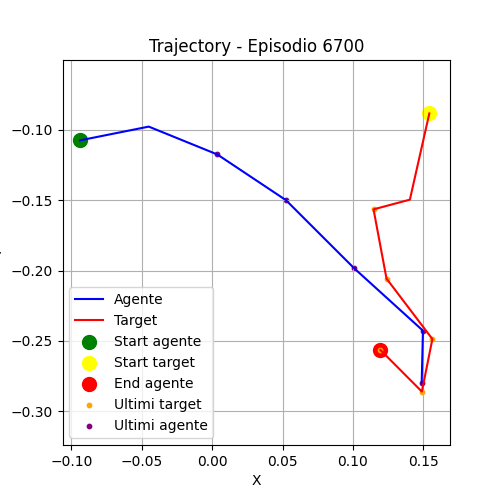 Trajectory - Episodio 6700
−0.10
−0.15
−0.20
−0.25
−0.30
Agente
Target
Start agente
Start target
End agente
Ultimi target
Ultimi agente
−0.10 −0.05 0.00 0.05 0.10 0.15
X